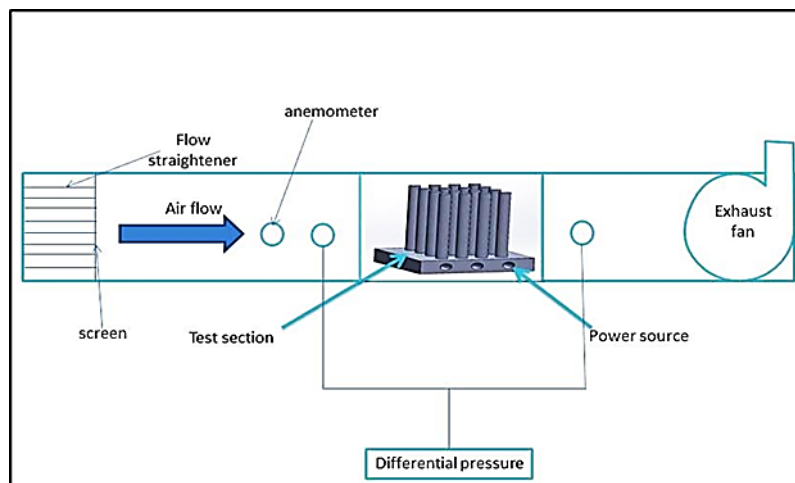 anemometer
Flow
straightener
Air flow
Exhaust
fan
screen
Test section
Power source
Differential pressure